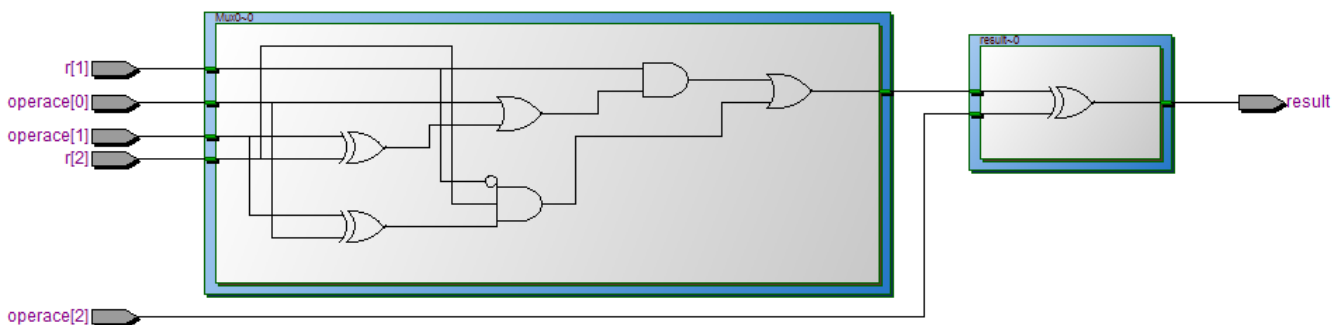 Mux0~0
result~0
r[1]
operace[0]
operace[1]
r[2]
result
operace[2]